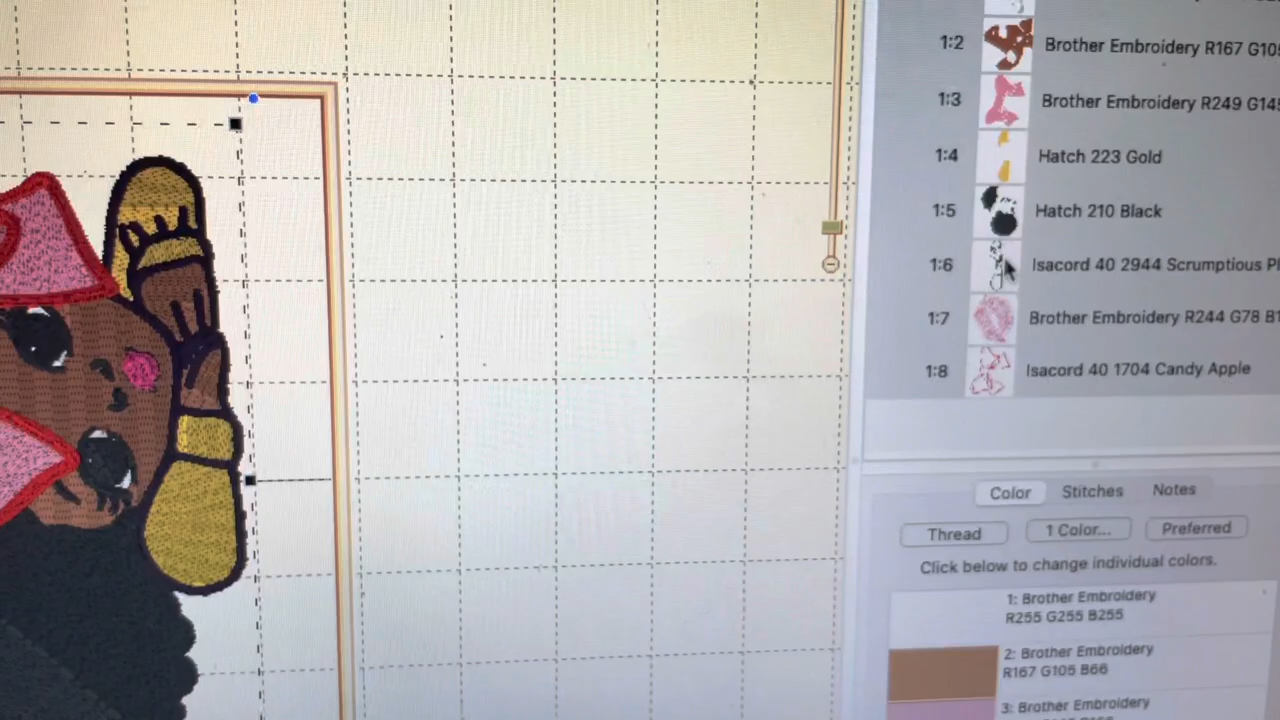 1:2 Brother Embroidery R167 G105
1:3 Brother Embroidery R249 G14
1:4 Hatch 223 Gold
1:5 Hatch 210 Black
1:6 Isacord 40 2944 Scrumptious Pl
1:7 Brother Embroidery R244 G78 B1
1:8 Isacord 40 1704 Candy Apple
Color Stitches Notes
Thread 1 Color... Preferred
Click below to change individual colors.
1: Brother Embroidery
R255 G255 B255
2: Brother Embroidery
R167 G105 B66
3: Brother Embroidery